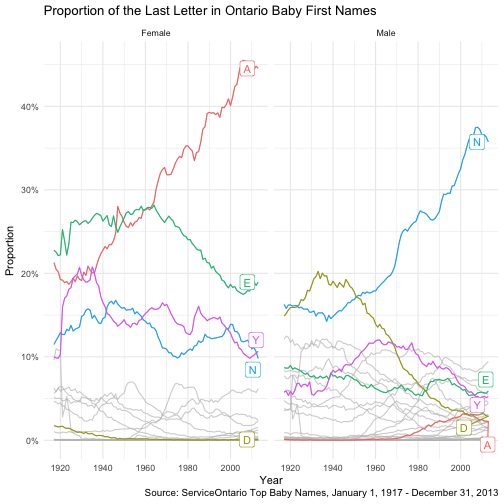 Proportion of the Last Letter in Ontario Baby First Names
Female
Male
Proportion
40%
30%
20%
10%
0%
A
E
Y
N
D
N
E
Y
D
A
1920
1940
1960
1980
2000
1920
1940
1960
1980
2000
Year
Source: ServiceOntario Top Baby Names, January 1, 1917 - December 31, 2013